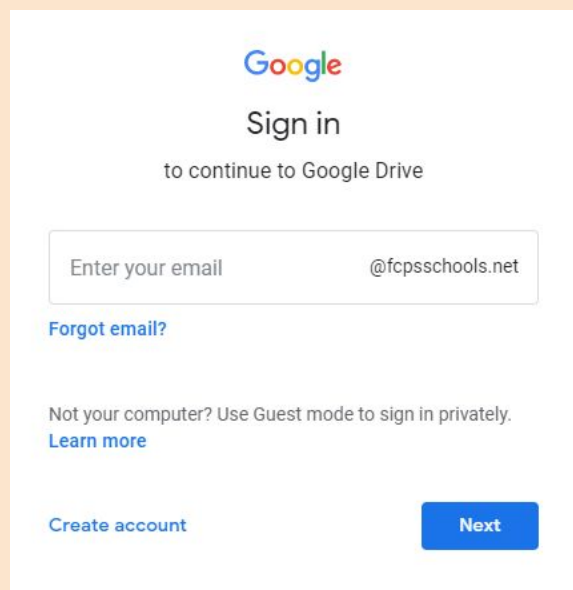 Google
Sign in
to continue to Google Drive
Enter your email @fcpsschools.net
Forgot email?
Not your computer? Use Guest mode to sign in privately.
Learn more
Create account Next